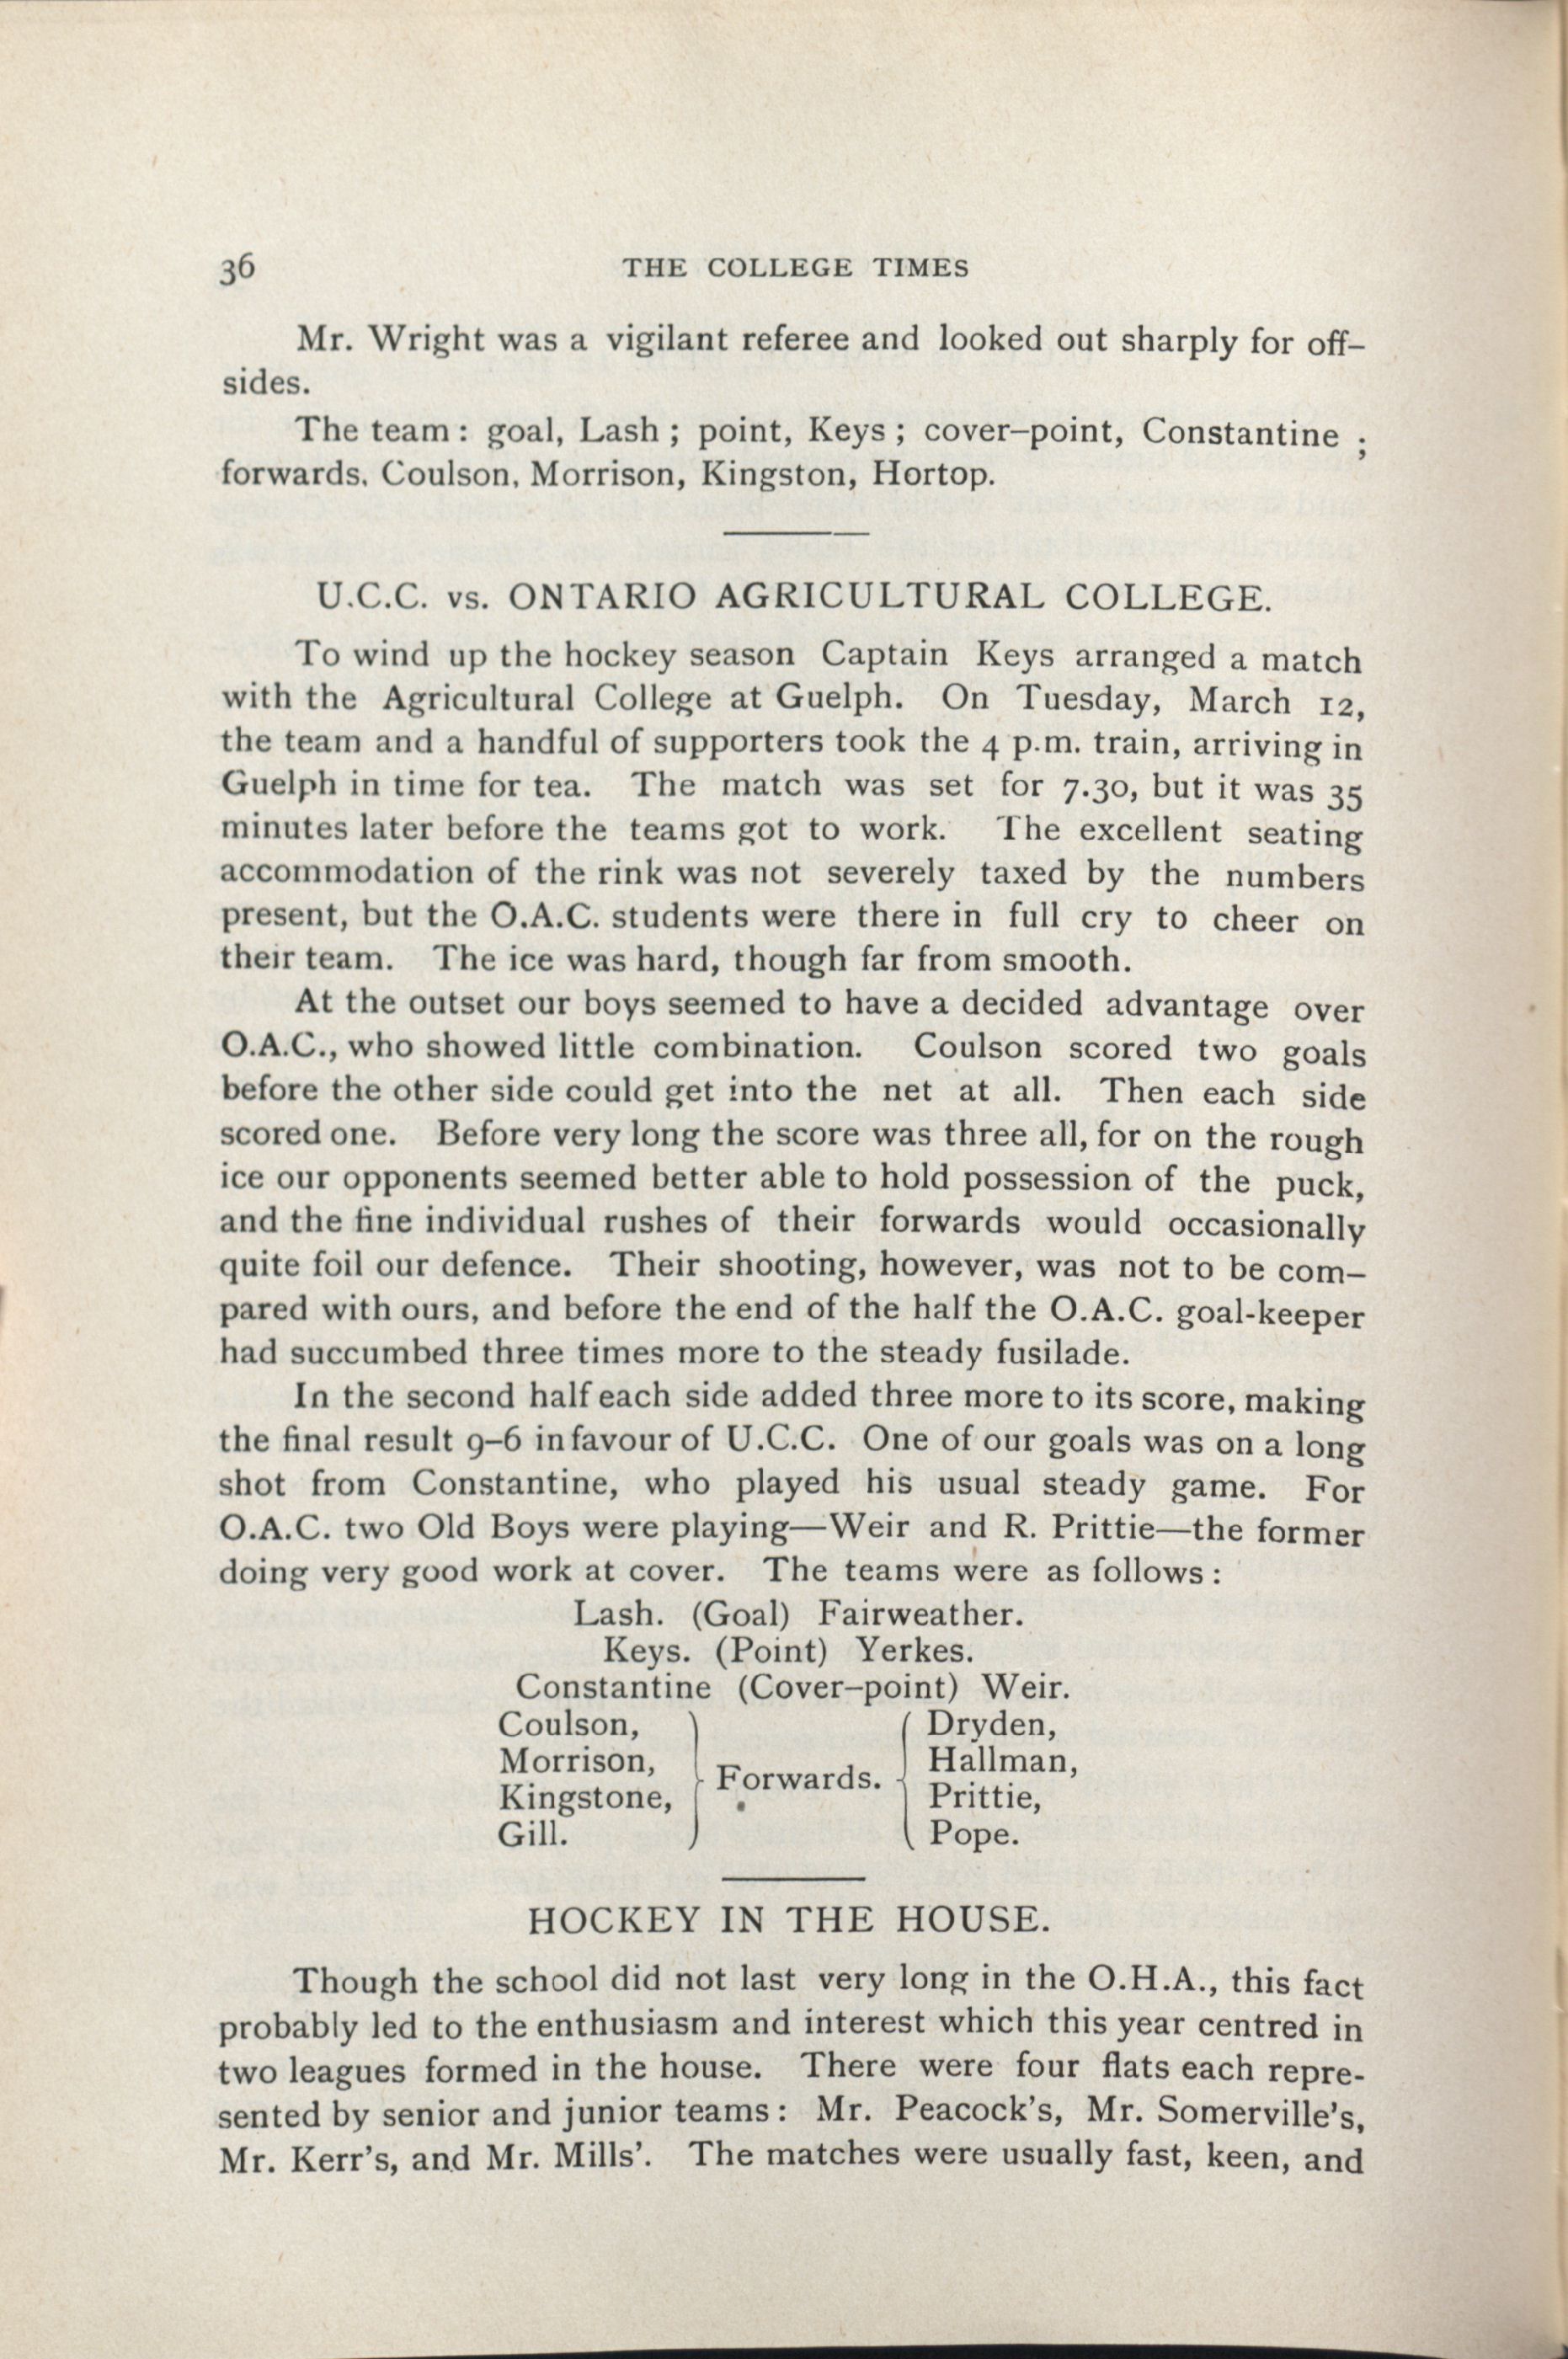 36 THE COLLEGE TIMES
Mr. Wright was a vigilant referee and looked out sharply for off-
sides.
The team: goal, Lash; point, Keys; cover-point, Constantine;
forwards. Coulson, Morrison, Kingston, Hortop.
U.C.C. vs. ONTARIO AGRICULTURAL COLLEGE.
To wind up the hockey season Captain Keys arranged a match
with the Agricultural College at Guelph. On Tuesday, March 12,
the team and a handful of supporters took the 4 p.m. train, arriving in
Guelph in time for tea. The match was set for 7.30, but it was 35
minutes later before the teams got to work. The excellent seating
accommodation of the rink was not severely taxed by the numbers
present, but the O.A.C. students were there in full cry to cheer on
their team. The ice was hard, though far from smooth.
At the outset our boys seemed to have a decided advantage over
O.A.C., who showed little combination. Coulson scored two goals
before the other side could get into the net at all. Then each side
scored one. Before very long the score was three all, for on the rough
ice our opponents seemed better able to hold possession of the puck,
and the fine individual rushes of their forwards would occasionally
quite foil our defence. Their shooting, however, was not to be com-
pared with ours, and before the end of the half the O.A.C. goal-keeper
had succumbed three times more to the steady fusilade.
In the second half each side added three more to its score, making
the final result 9-6 in favour of U.C.C. One of our goals was on a long
shot from Constantine, who played his usual steady game. For
O.A.C. two Old Boys were playing—Weir and R. Prittie—the former
doing very good work at cover. The teams were as follows:
Lash. (Goal) Fairweather.
Keys. (Point) Yerkes.
Constantine (Cover-point) Weir.
Coulson, Dryden,
Morrison, Hallman,
Forwards.
Kingstone, Prittie,
Gill. Pope.
HOCKEY IN THE HOUSE.
Though the school did not last very long in the O.H.A., this fact
probably led to the enthusiasm and interest which this year centred in
two leagues formed in the house. There were four flats each repre-
sented by senior and junior teams: Mr. Peacock's, Mr. Somerville's,
Mr. Kerr's, and Mr. Mills'. The matches were usually fast, keen, and